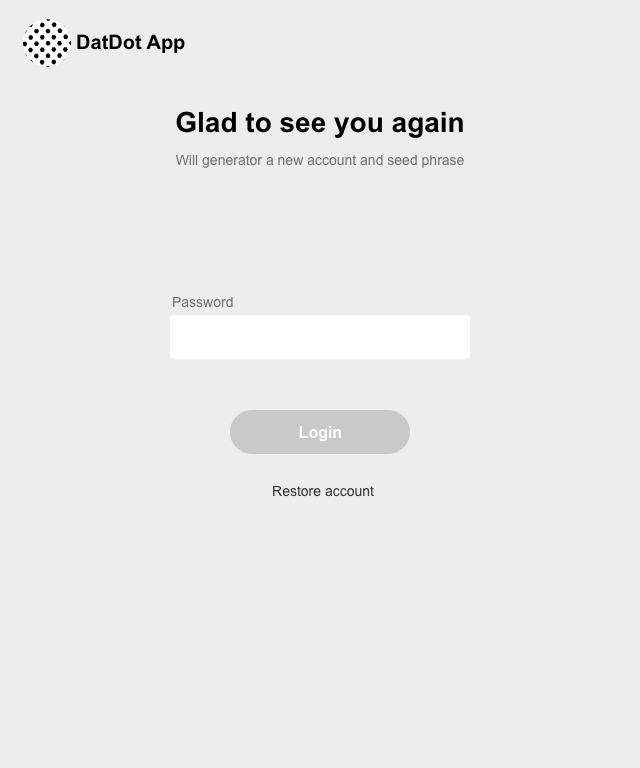 DatDot App
Glad to see you again
Will generator a new account and seed phrase
Password
Login
Restore account